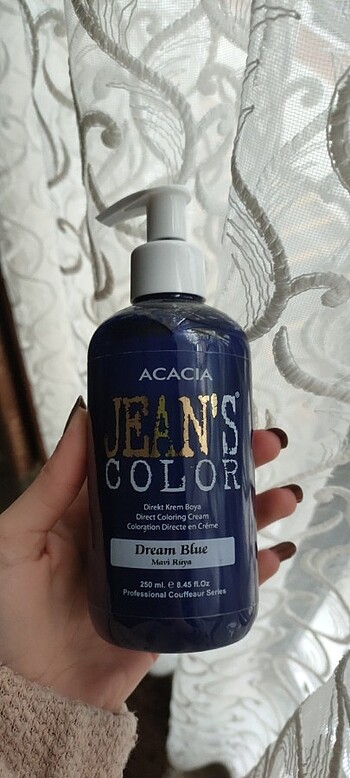 ACACIA
JEAN'S®
COLOR
Direkt Krem Boya
Direct Coloring Cream
Coloration Directe en Crème
Dream Blue
Mavi Rüya
250 ml. ℮ 8.45 fl.Oz
Professional Couffeaur Series